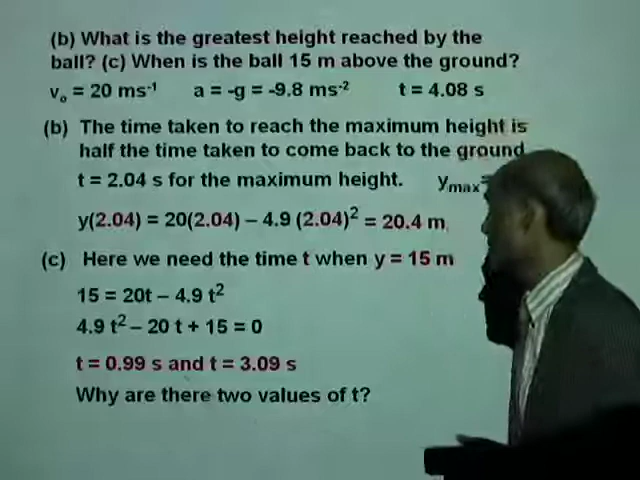 (b) What is the greatest height reached by the
ball? (c) When is the ball 15 m above the ground?
v₀ = 20 ms⁻¹ a = -g = -9.8 ms⁻² t = 4.08 s
(b) The time taken to reach the maximum height is
half the time taken to come back to the ground
t = 2.04 s for the maximum height. yₘₐₓ=
y(2.04) = 20(2.04) – 4.9 (2.04)² = 20.4 m
(c) Here we need the time t when y = 15 m
15 = 20t – 4.9 t²
4.9 t² – 20 t + 15 = 0
t = 0.99 s and t = 3.09 s
Why are there two values of t?